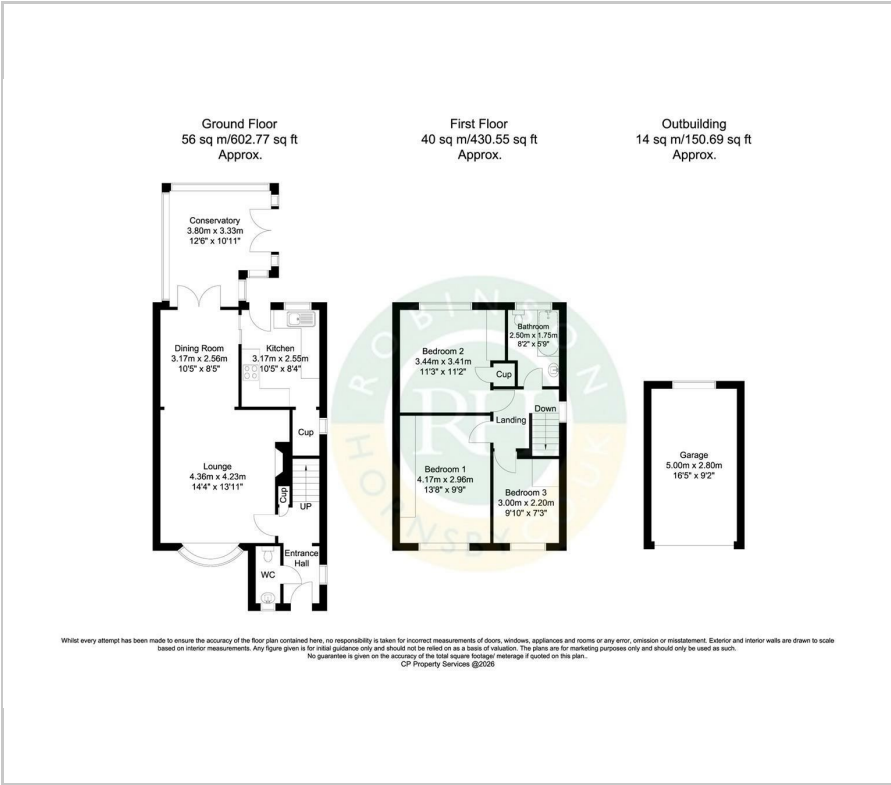 Ground Floor
56 sq m/602.77 sq ft
Approx.
First Floor
40 sq m/430.55 sq ft
Approx.
Outbuilding
14 sq m/150.69 sq ft
Approx.
Conservatory
3.80m x 3.33m
12'6" x 10'11"
Dining Room
3.17m x 2.56m
10'5" x 8'5"
Kitchen
3.17m x 2.55m
10'5" x 8'4"
Cup
Lounge
4.36m x 4.23m
14'4" x 13'11"
Cup
UP
Entrance
Hall
WC
Bedroom 2
3.44m x 3.41m
11'3" x 11'2"
Bathroom
2.50m x 1.75m
8'2" x 5'9"
Cup
Down
Landing
Bedroom 1
4.17m x 2.96m
13'8" x 9'9"
Bedroom 3
3.00m x 2.20m
9'10" x 7'3"
Garage
5.00m x 2.80m
16'5" x 9'2"
ROBINSON
RH
HORNSBY.CO.UK
Whilst every attempt has been made to ensure the accuracy of the floor plan contained here, no responsibility is taken for incorrect measurements of doors, windows, appliances and rooms or any error, omission or misstatement. Exterior and interior walls are drawn to scale
based on interior measurements. Any figure given is for initial guidance only and should not be relied on as a basis of valuation. The plans are for marketing purposes only and should only be used as such.
No guarantee is given on the accuracy of the total square footage/ meterage if quoted on this plan..
CP Property Services @2026